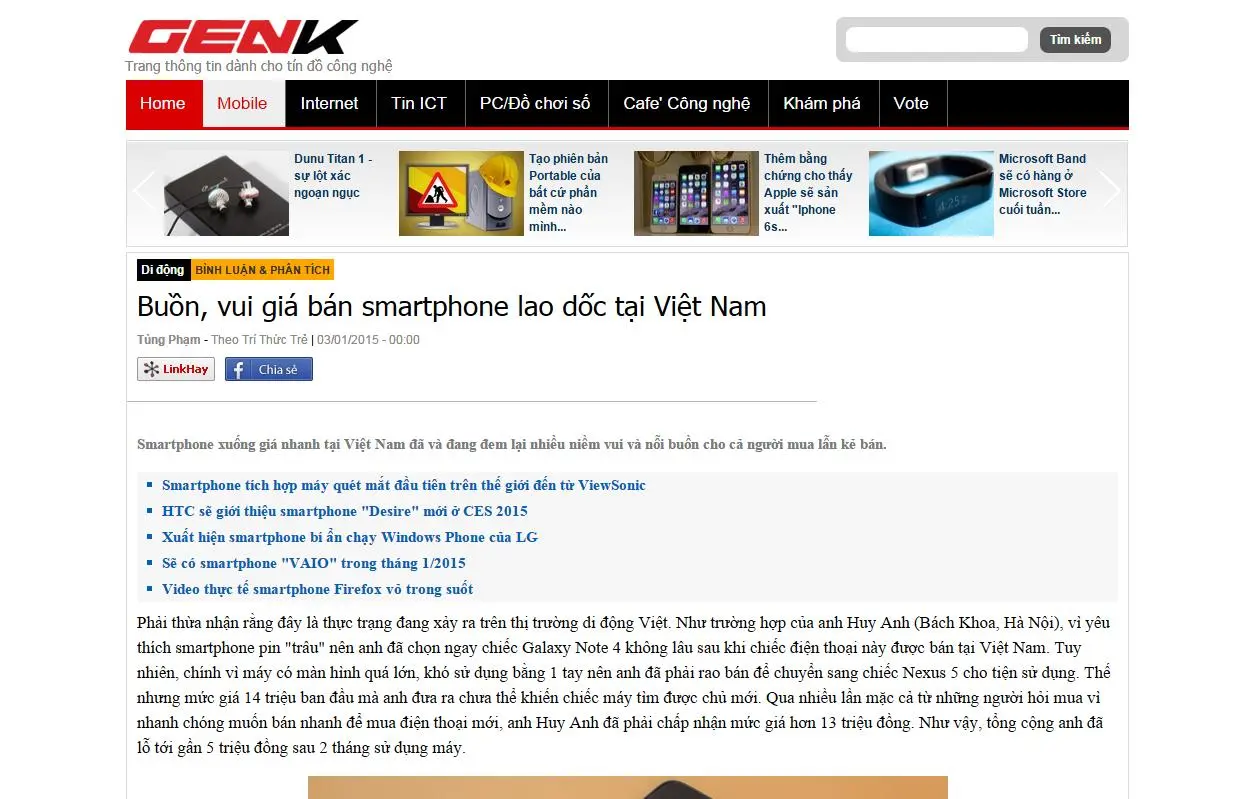 GENK
Trang thông tin dành cho tín đồ công nghệ
Tìm kiếm
Home
Mobile
Internet
Tin ICT
PC/Đồ chơi số
Cafe' Công nghệ
Khám phá
Vote
Dunu Titan 1 -
sự lột xác
ngoạn ngục
Tạo phiên bản
Portable của
bất cứ phần
mềm nào
mình...
Thêm bằng
chứng cho thấy
Apple sẽ sản
xuất "Iphone
6s...
Microsoft Band
sẽ có hàng ở
Microsoft Store
cuối tuần...
Di động BÌNH LUẬN & PHÂN TÍCH
Buồn, vui giá bán smartphone lao dốc tại Việt Nam
Tùng Phạm - Theo Trí Thức Trẻ | 03/01/2015 - 00:00
LinkHay
Chia sẻ
Smartphone xuống giá nhanh tại Việt Nam đã và đang đem lại nhiều niềm vui và nỗi buồn cho cả người mua lẫn kẻ bán.
Smartphone tích hợp máy quét mắt đầu tiên trên thế giới đến từ ViewSonic
HTC sẽ giới thiệu smartphone "Desire" mới ở CES 2015
Xuất hiện smartphone bí ẩn chạy Windows Phone của LG
Sẽ có smartphone "VAIO" trong tháng 1/2015
Video thực tế smartphone Firefox vỏ trong suốt
Phải thừa nhận rằng đây là thực trạng đang xảy ra trên thị trường di động Việt. Như trường hợp của anh Huy Anh (Bách Khoa, Hà Nội), vì yêu
thích smartphone pin "trâu" nên anh đã chọn ngay chiếc Galaxy Note 4 không lâu sau khi chiếc điện thoại này được bán tại Việt Nam. Tuy
nhiên, chính vì máy có màn hình quá lớn, khó sử dụng bằng 1 tay nên anh đã phải rao bán để chuyển sang chiếc Nexus 5 cho tiện sử dụng. Thế
nhưng mức giá 14 triệu ban đầu mà anh đưa ra chưa thể khiến chiếc máy tìm được chủ mới. Qua nhiều lần mặc cả từ những người hỏi mua vì
nhanh chóng muốn bán nhanh để mua điện thoại mới, anh Huy Anh đã phải chấp nhận mức giá hơn 13 triệu đồng. Như vậy, tổng cộng anh đã
lỗ tới gần 5 triệu đồng sau 2 tháng sử dụng máy.